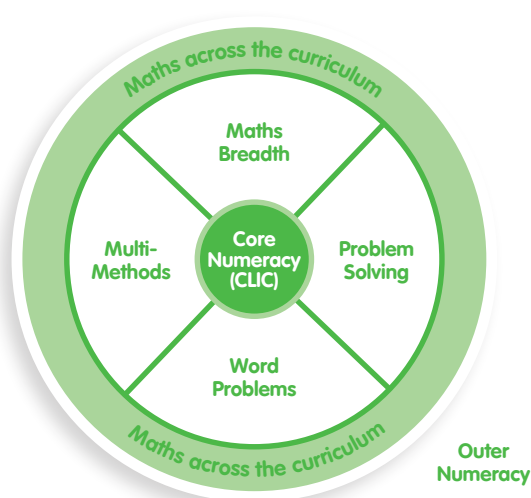 Maths across the curriculum
Maths
Breadth
Multi-
Methods
Core
Numeracy
(CLIC)
Problem
Solving
Word
Problems
Maths across the curriculum
Outer
Numeracy